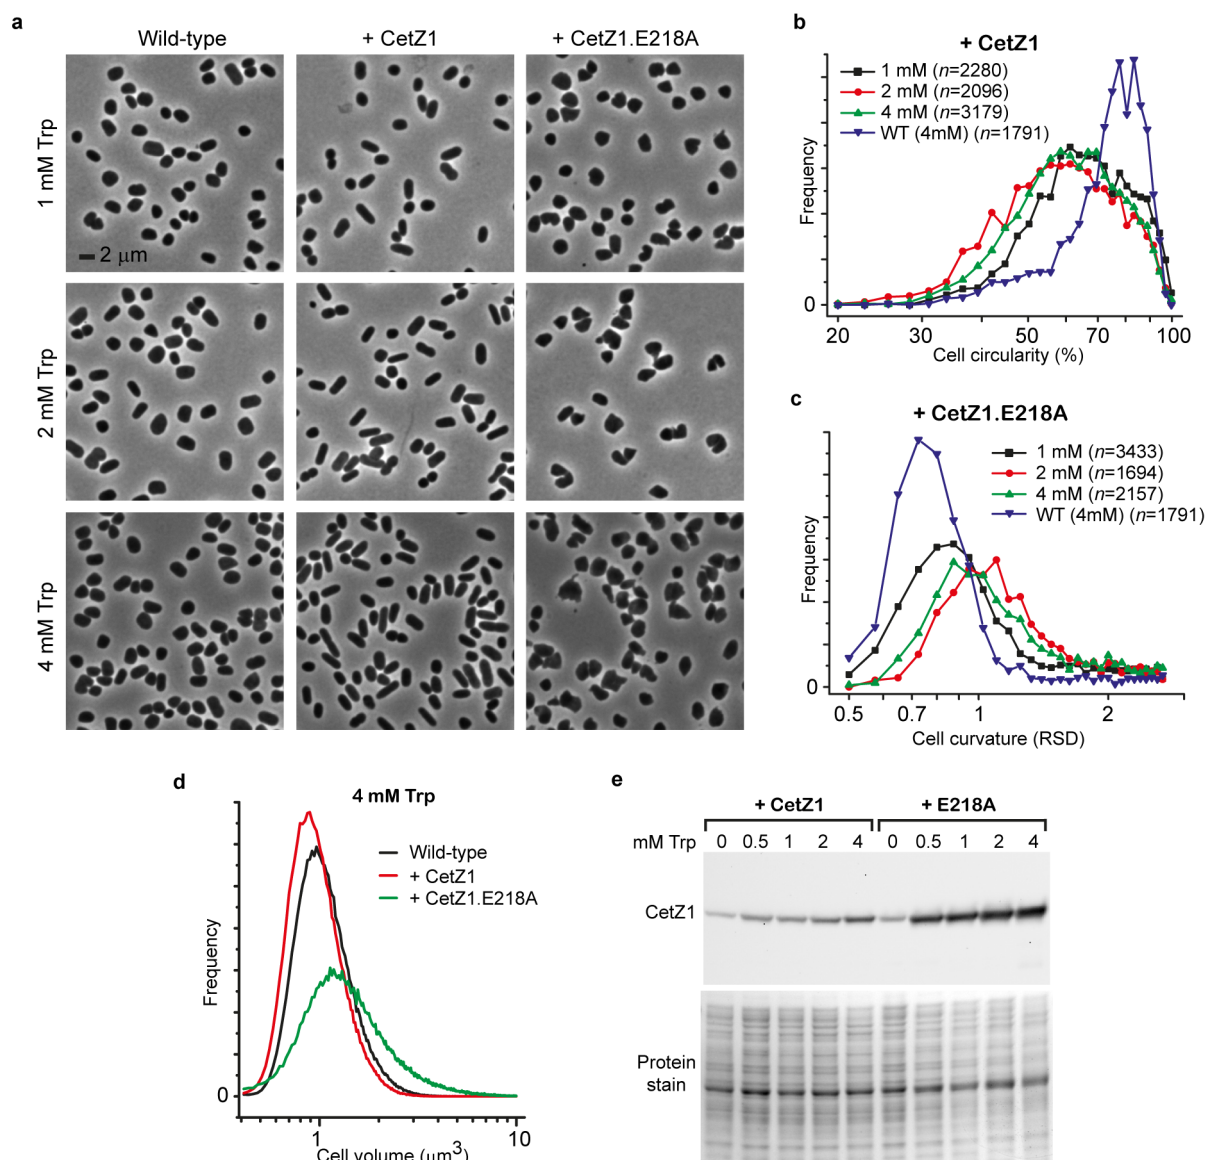 a
Wild-type
+ CetZ1
+ CetZ1.E218A
1 mM Trp
2 μm
2 mM Trp
4 mM Trp
b
+ CetZ1
1 mM (n=2280)
2 mM (n=2096)
4 mM (n=3179)
WT (4mM) (n=1791)
Frequency
0
20 30 50 70 100
Cell circularity (%)
c
+ CetZ1.E218A
1 mM (n=3433)
2 mM (n=1694)
4 mM (n=2157)
WT (4mM) (n=1791)
Frequency
0
0.5 0.7 1 2
Cell curvature (RSD)
d
4 mM Trp
Wild-type
+ CetZ1
+ CetZ1.E218A
Frequency
0
1 10
Cell volume (μm3)
e
+ CetZ1 + E218A
mM Trp 0 0.5 1 2 4 0 0.5 1 2 4
CetZ1
Protein
stain